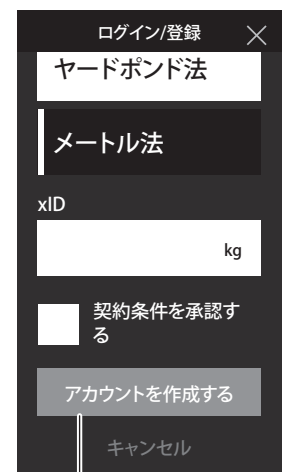 ログイン/登録
ヤードポンド法
メートル法
xID
kg
契約条件を承認す
る
アカウントを作成する
キャンセル